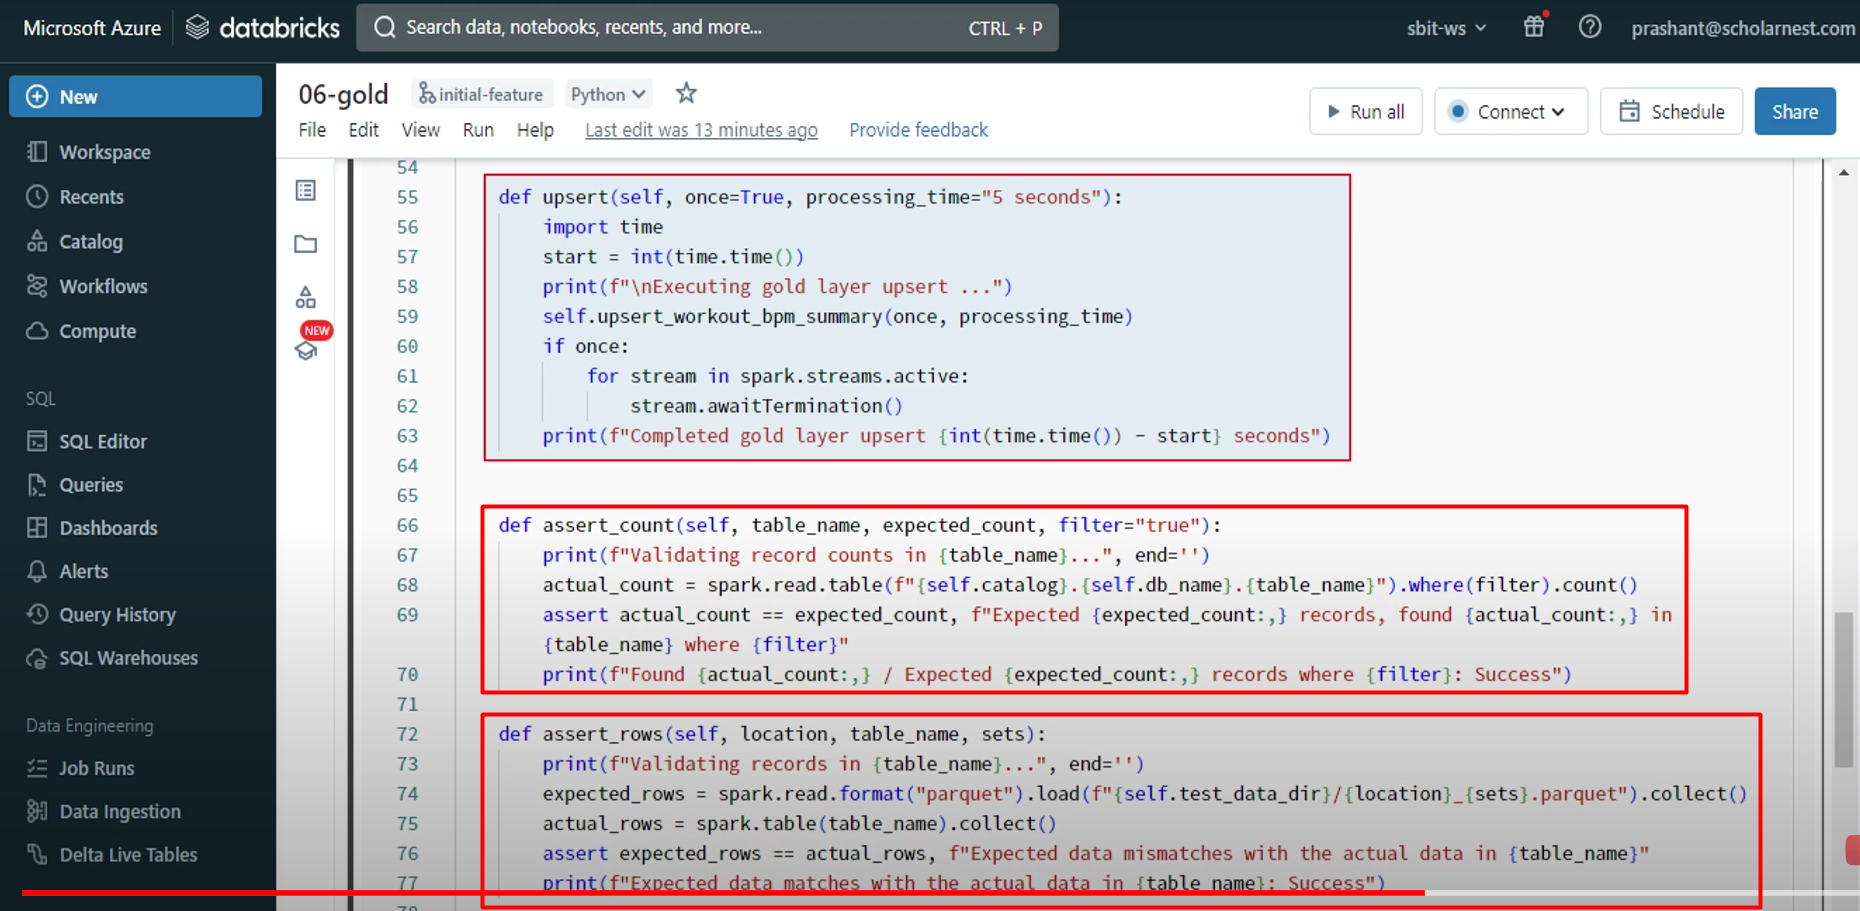 Microsoft Azure
databricks
Search data, notebooks, recents, and more...
CTRL + P
sbit-ws
prashant@scholarnest.com
New
Workspace
Recents
Catalog
Workflows
Compute
SQL
SQL Editor
Queries
Dashboards
Alerts
Query History
SQL Warehouses
Data Engineering
Job Runs
Data Ingestion
Delta Live Tables
06-gold
initial-feature
Python
File Edit View Run Help Last edit was 13 minutes ago Provide feedback
Run all
Connect
Schedule
Share
NEW
54
55 def upsert(self, once=True, processing_time="5 seconds"):
56 import time
57 start = int(time.time())
58 print(f"\nExecuting gold layer upsert ...")
59 self.upsert_workout_bpm_summary(once, processing_time)
60 if once:
61 for stream in spark.streams.active:
62 stream.awaitTermination()
63 print(f"Completed gold layer upsert {int(time.time()) - start} seconds")
64
65
66 def assert_count(self, table_name, expected_count, filter="true"):
67 print(f"Validating record counts in {table_name}...", end='')
68 actual_count = spark.read.table(f"{self.catalog}.{self.db_name}.{table_name}").where(filter).count()
69 assert actual_count == expected_count, f"Expected {expected_count:,} records, found {actual_count:,} in
{table_name} where {filter}"
70 print(f"Found {actual_count:,} / Expected {expected_count:,} records where {filter}: Success")
71
72 def assert_rows(self, location, table_name, sets):
73 print(f"Validating records in {table_name}...", end='')
74 expected_rows = spark.read.format("parquet").load(f"{self.test_data_dir}/{location}_{sets}.parquet").collect()
75 actual_rows = spark.table(table_name).collect()
76 assert expected_rows == actual_rows, f"Expected data mismatches with the actual data in {table_name}"
77 print(f"Expected data matches with the actual data in {table_name}: Success")
78